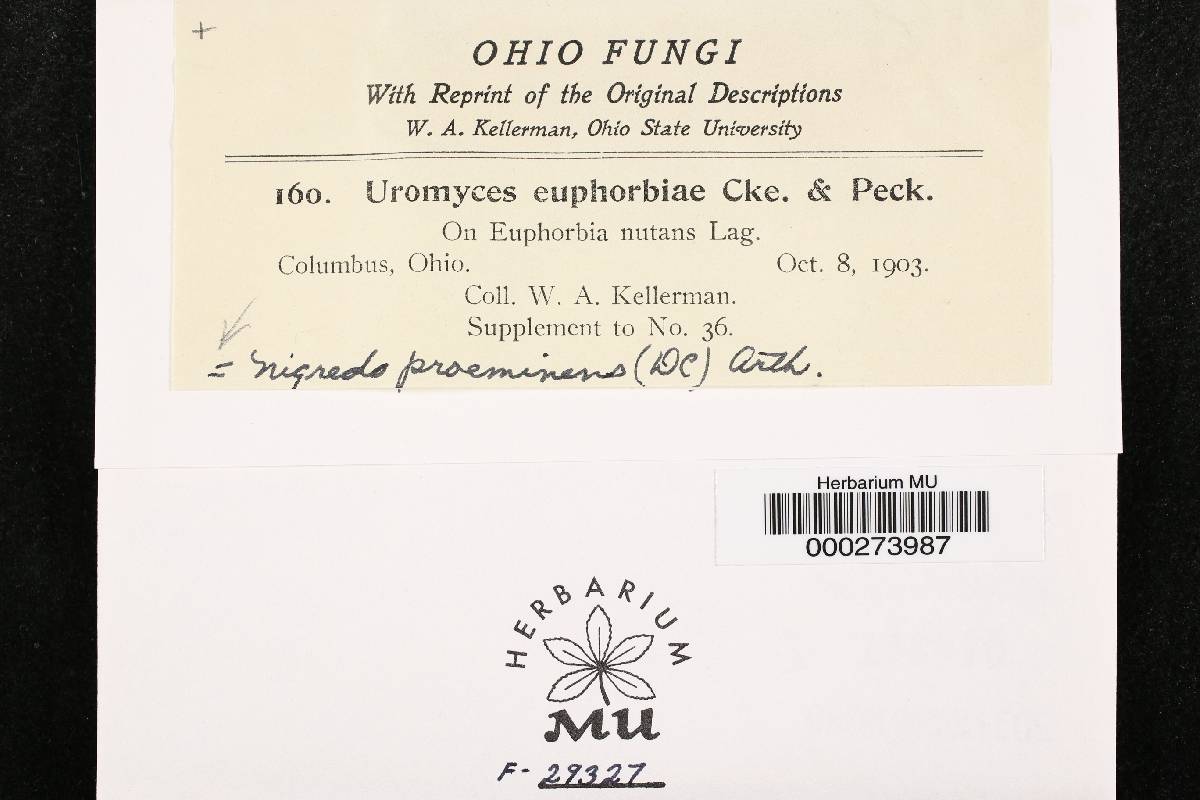 +
OHIO FUNGI
With Reprint of the Original Descriptions
W. A. Kellerman, Ohio State University
160. Uromyces euphorbiae Cke. & Peck.
On Euphorbia nutans Lag.
Columbus, Ohio. Oct. 8, 1903.
Coll. W. A. Kellerman.
Supplement to No. 36.
= Nigredo proeminens (DC) Arth.
Herbarium MU
000273987
HERBARIUM
MU
F- 29327